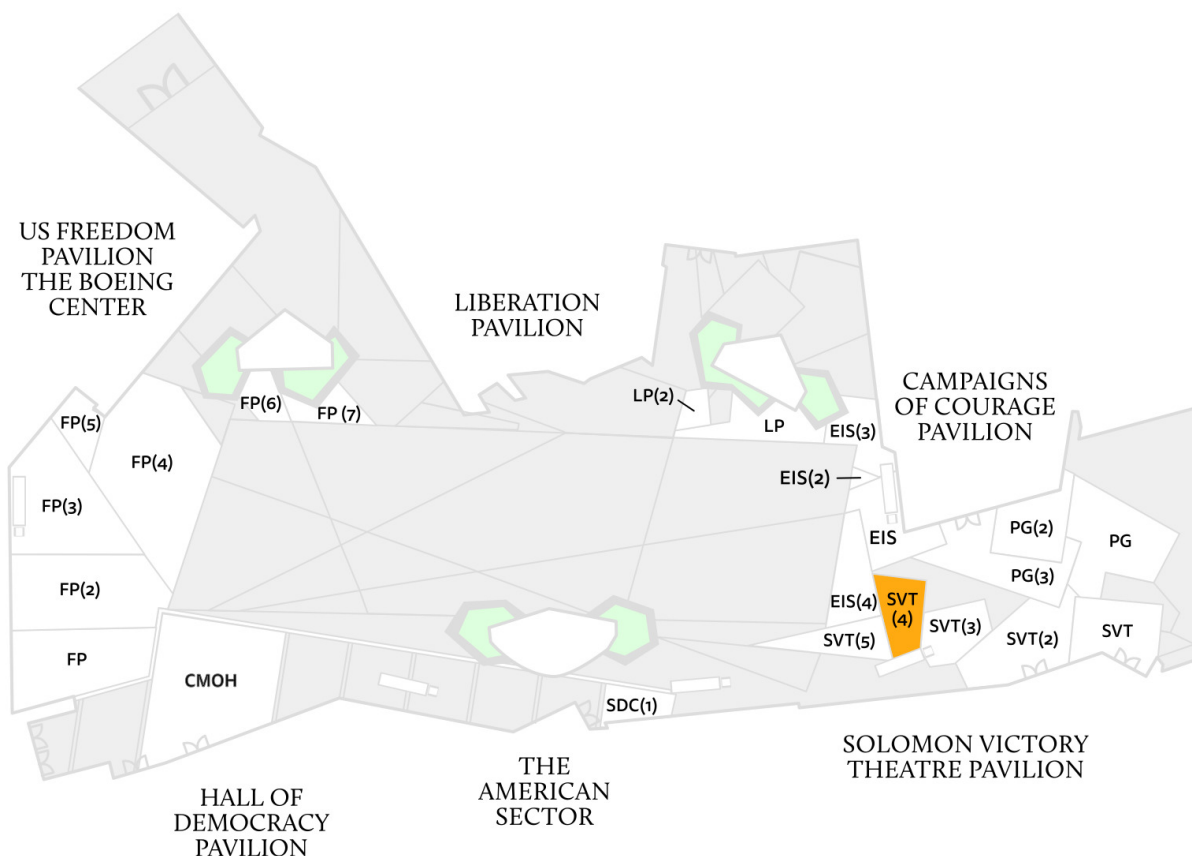 US FREEDOM
PAVILION
THE BOEING
CENTER
LIBERATION
PAVILION
CAMPAIGNS
OF COURAGE
PAVILION
LP(2)
FP(6)
FP (7)
FP(5)
LP
EIS(3)
FP(4)
EIS(2)
FP(3)
EIS
PG(2)
PG
PG(3)
FP(2)
EIS(4)
SVT
(4)
SVT(3)
SVT(5)
SVT(2)
SVT
FP
CMOH
SDC(1)
SOLOMON VICTORY
THEATRE PAVILION
THE
AMERICAN
SECTOR
HALL OF
DEMOCRACY
PAVILION